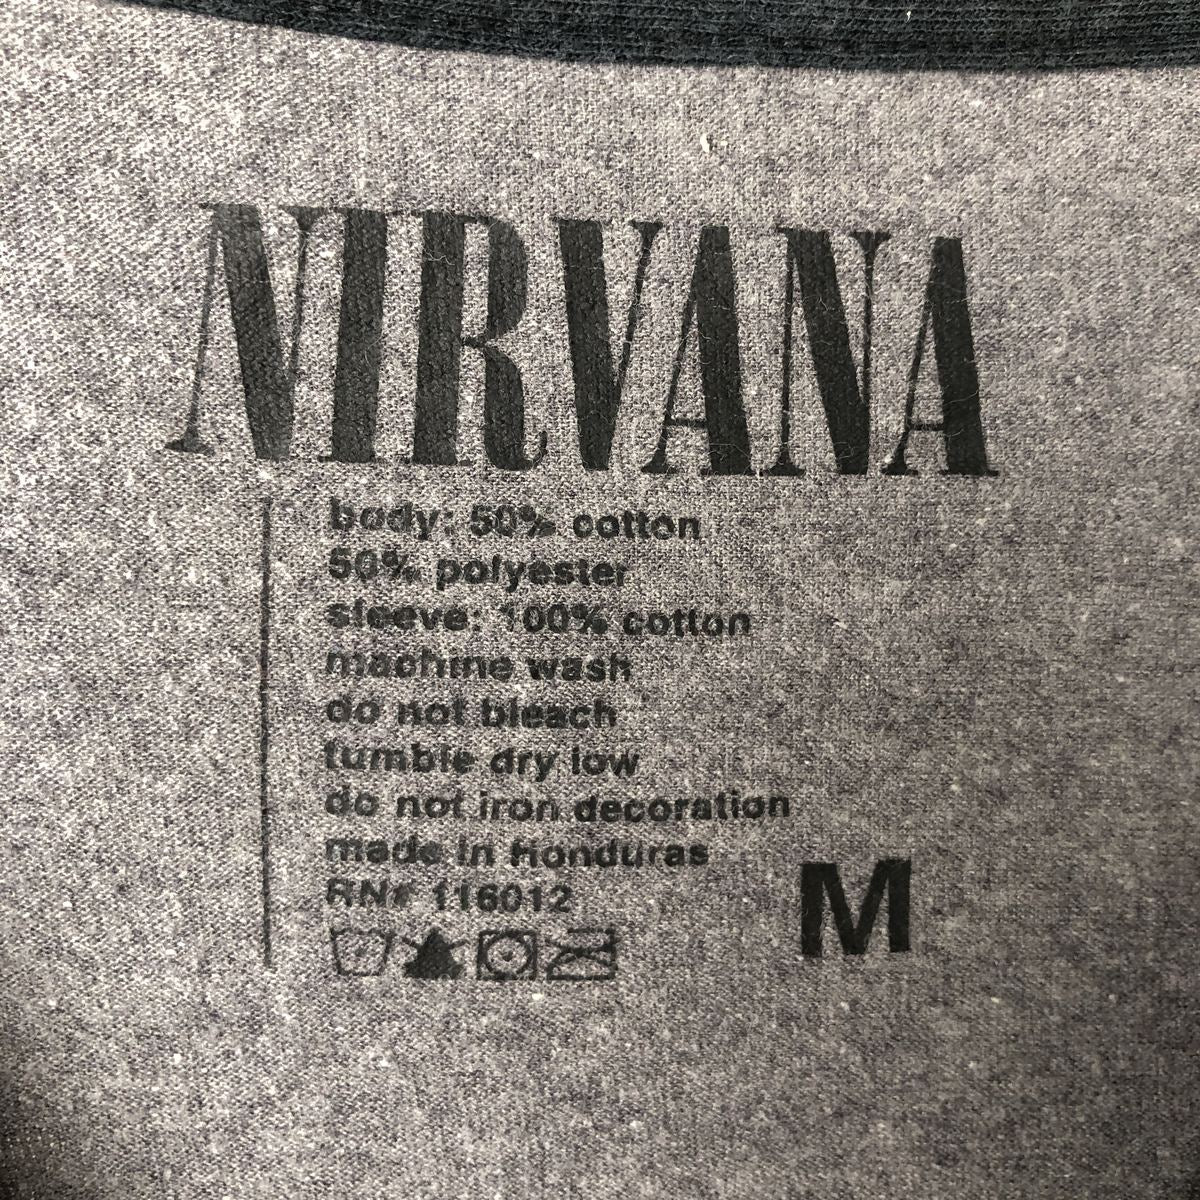 NIRVANA
body: 50% cotton
50% polyester
sleeve: 100% cotton
machine wash
do not bleach
tumble dry low
do not iron decoration
made in Honduras
RN# 116012
M